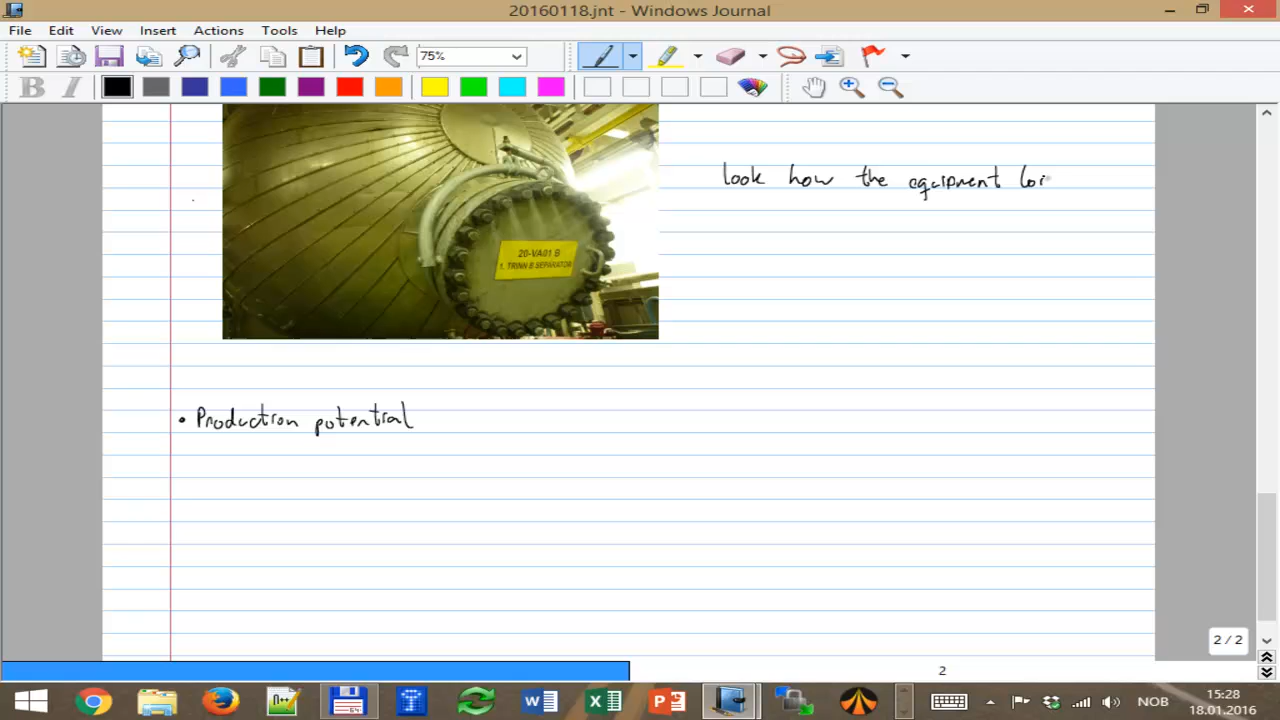 20160118.jnt - Windows Journal
File Edit View Insert Actions Tools Help
75%
B I
20-VA01 B
1. TRINN B SEPARATOR
look how the equipment
• Production potential
2 / 2
2
NOB
15:28
18.01.2016